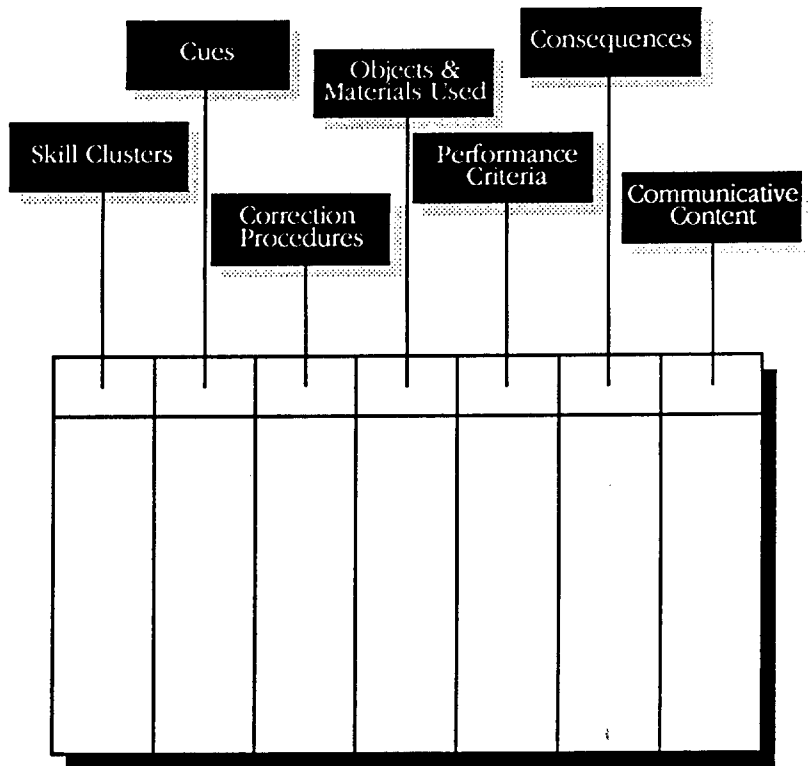 Skill Clusters
Cues
Correction
Procedures
Objects &
Materials Used
Performance
Criteria
Consequences
Communicative
Content